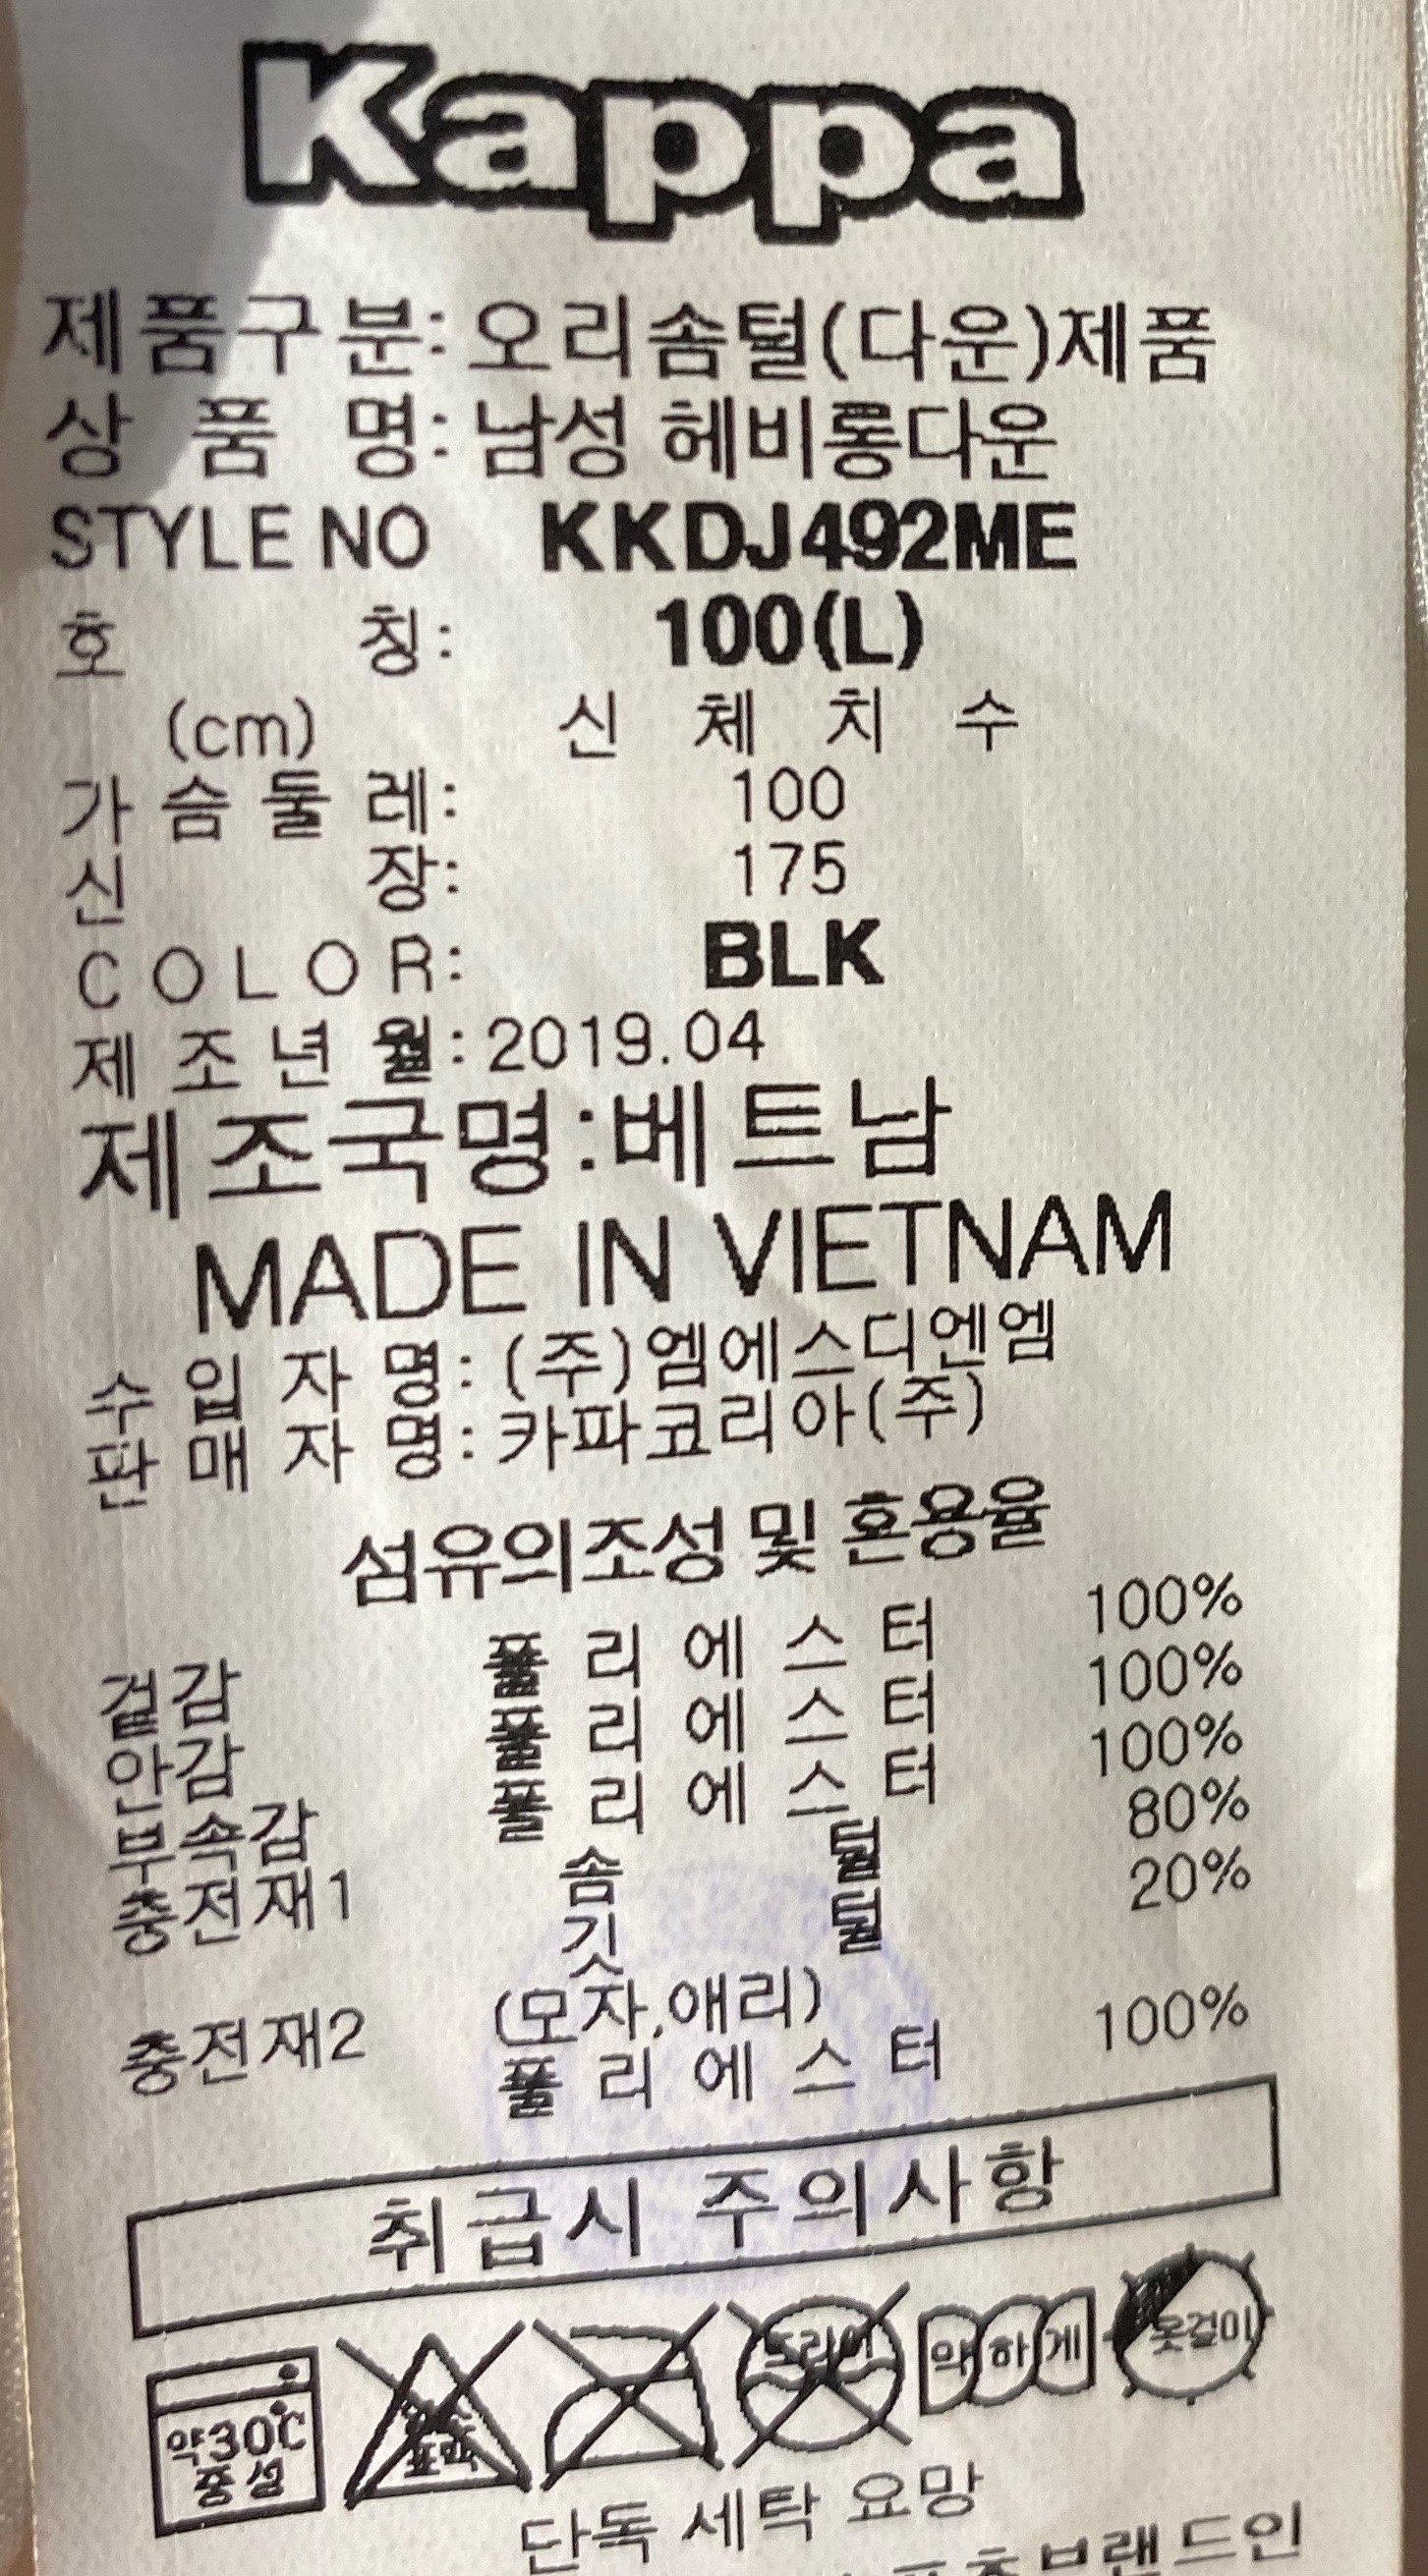 Kappa
제품구분: 오리솜털(다운)제품
상품명: 남성 헤비롱다운
STYLE NO KKDJ492ME
호칭: 100(L)
(cm) 신체치수
가슴둘레: 100
신장: 175
COLOR: BLK
제조년월: 2019.04
제조국명:베트남
MADE IN VIETNAM
수입자명: (주)엠에스디엔엠
판매자명: 카파코리아(주)
섬유의조성 및 혼용율
겉감 폴리에스터 100%
안감 폴리에스터 100%
부속감 폴리에스터 100%
충전재1 솜털 80%
깃털 20%
(모자,애리)
충전재2 폴리에스터 100%
취급시 주의사항
약30℃
중성
드라이
약하게
옷걸이
단독 세탁 요망